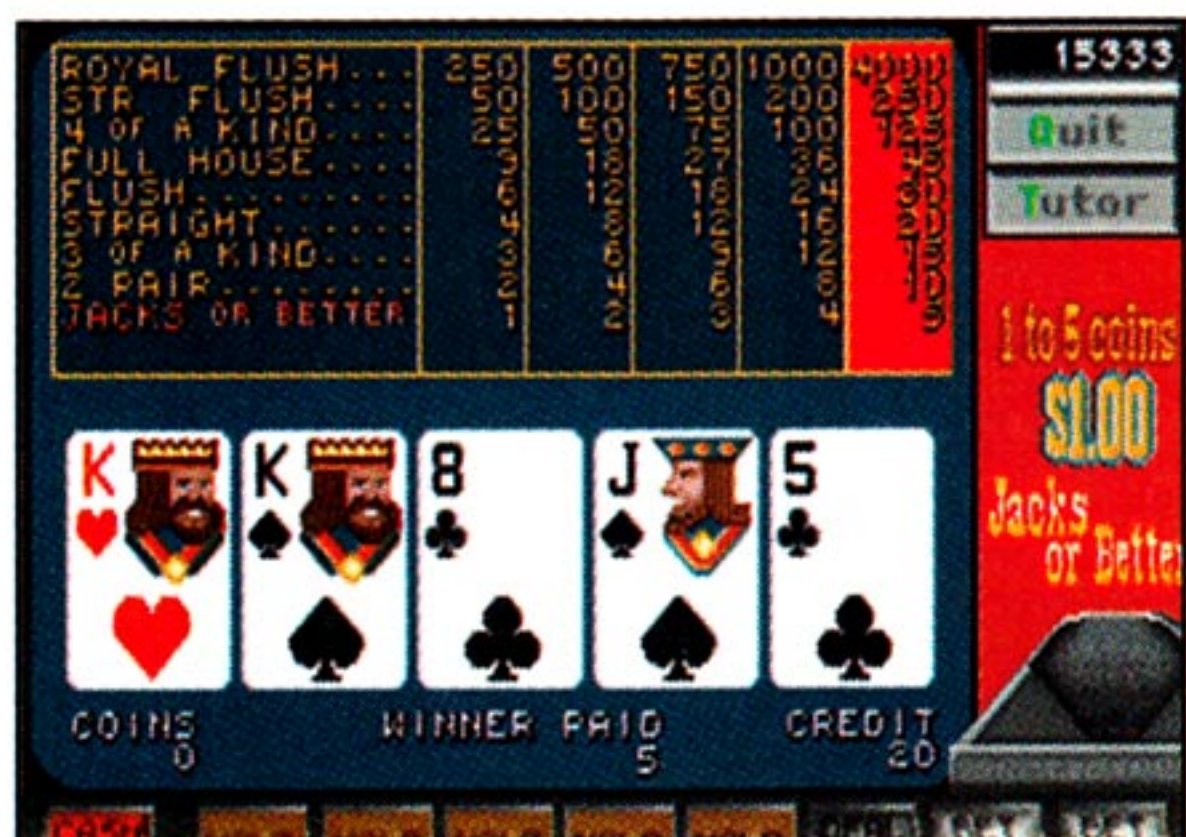 ROYAL FLUSH.... 250 500 750 1000 4000
STR FLUSH.... 50 100 150 200 250
4 OF A KIND.... 25 50 75 100 125
FULL HOUSE.... 9 18 27 36 45
FLUSH......... 6 12 18 24 30
STRAIGHT...... 4 8 12 16 20
3 OF A KIND.... 3 6 9 12 15
2 PAIR........ 2 4 6 8 10
JACKS OR BETTER 1 2 3 4 5
15333
Quit
Tutor
1 to 5 coins
$1.00
Jacks
or Better
K K 8 J 5
COINS WINNER PAID CREDIT
0 5 20